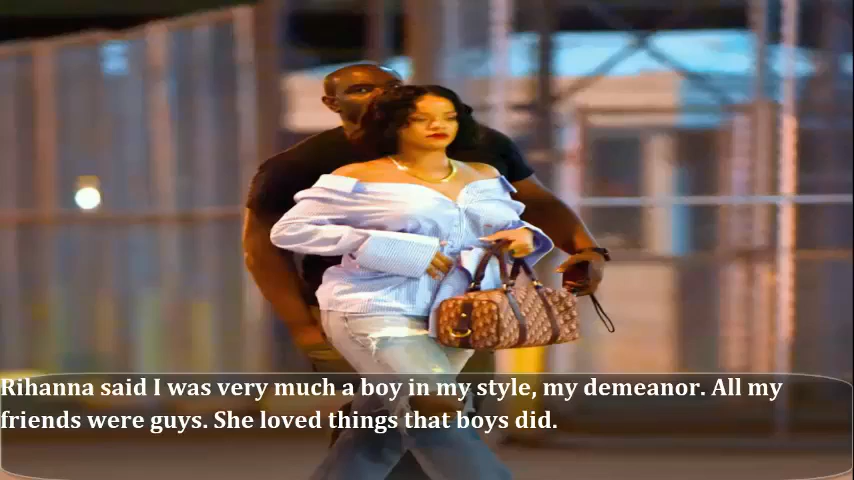 Rihanna said I was very much a boy in my style, my demeanor. All my
friends were guys. She loved things that boys did.